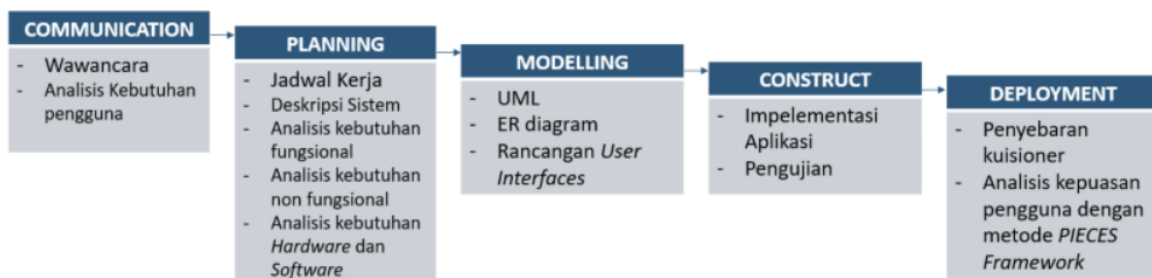 COMMUNICATION
- Wawancara
- Analisis Kebutuhan
pengguna
PLANNING
- Jadwal Kerja
- Deskripsi Sistem
- Analisis kebutuhan
fungsional
- Analisis kebutuhan
non fungsional
- Analisis kebutuhan
Hardware dan
Software
MODELLING
- UML
- ER diagram
- Rancangan User
Interfaces
CONSTRUCT
- Impelementasi
Aplikasi
- Pengujian
DEPLOYMENT
- Penyebaran
kuisioner
- Analisis kepuasan
pengguna dengan
metode PIECES
Framework